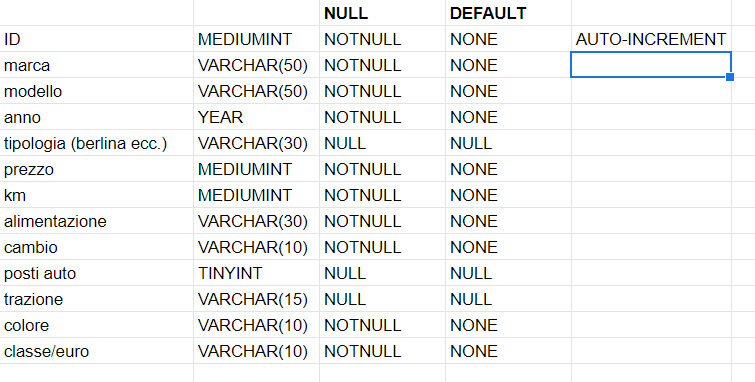 NULL DEFAULT
ID MEDIUMINT NOTNULL NONE AUTO-INCREMENT
marca VARCHAR(50) NOTNULL NONE
modello VARCHAR(50) NOTNULL NONE
anno YEAR NOTNULL NONE
tipologia (berlina ecc.) VARCHAR(30) NULL NULL
prezzo MEDIUMINT NOTNULL NONE
km MEDIUMINT NOTNULL NONE
alimentazione VARCHAR(30) NOTNULL NONE
cambio VARCHAR(10) NOTNULL NONE
posti auto TINYINT NULL NULL
trazione VARCHAR(15) NULL NULL
colore VARCHAR(10) NOTNULL NONE
classe/euro VARCHAR(10) NOTNULL NONE